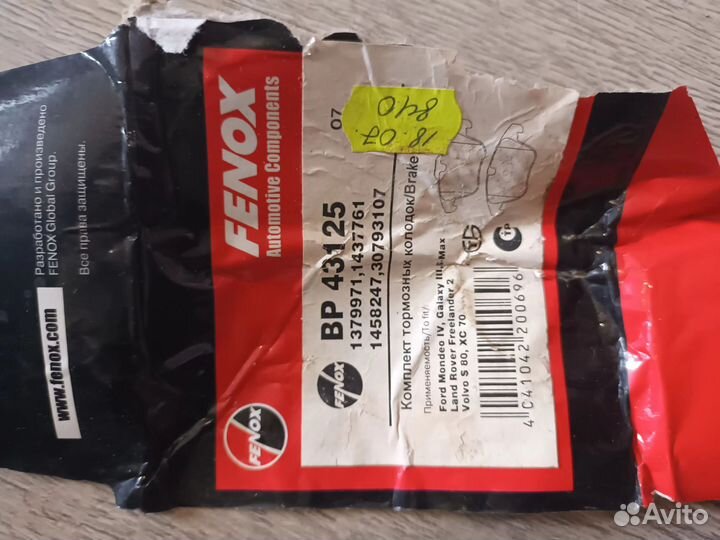 Разработано и произведено
FENOX Global Group.
Все права защищены.
www.fenox.com
FENOX
Automotive Components
FENOX
FENOX
BP 43125
1379971,1437761
1458247,30793107
07
18.07.
840
Комплект тормозных колодок/Brake
Применяемость/To fit/
Ford Mondeo IV, Galaxy III, Max
Land Rover Freelander 2
Volvo S 80, XC 70
4041042200696
Avito